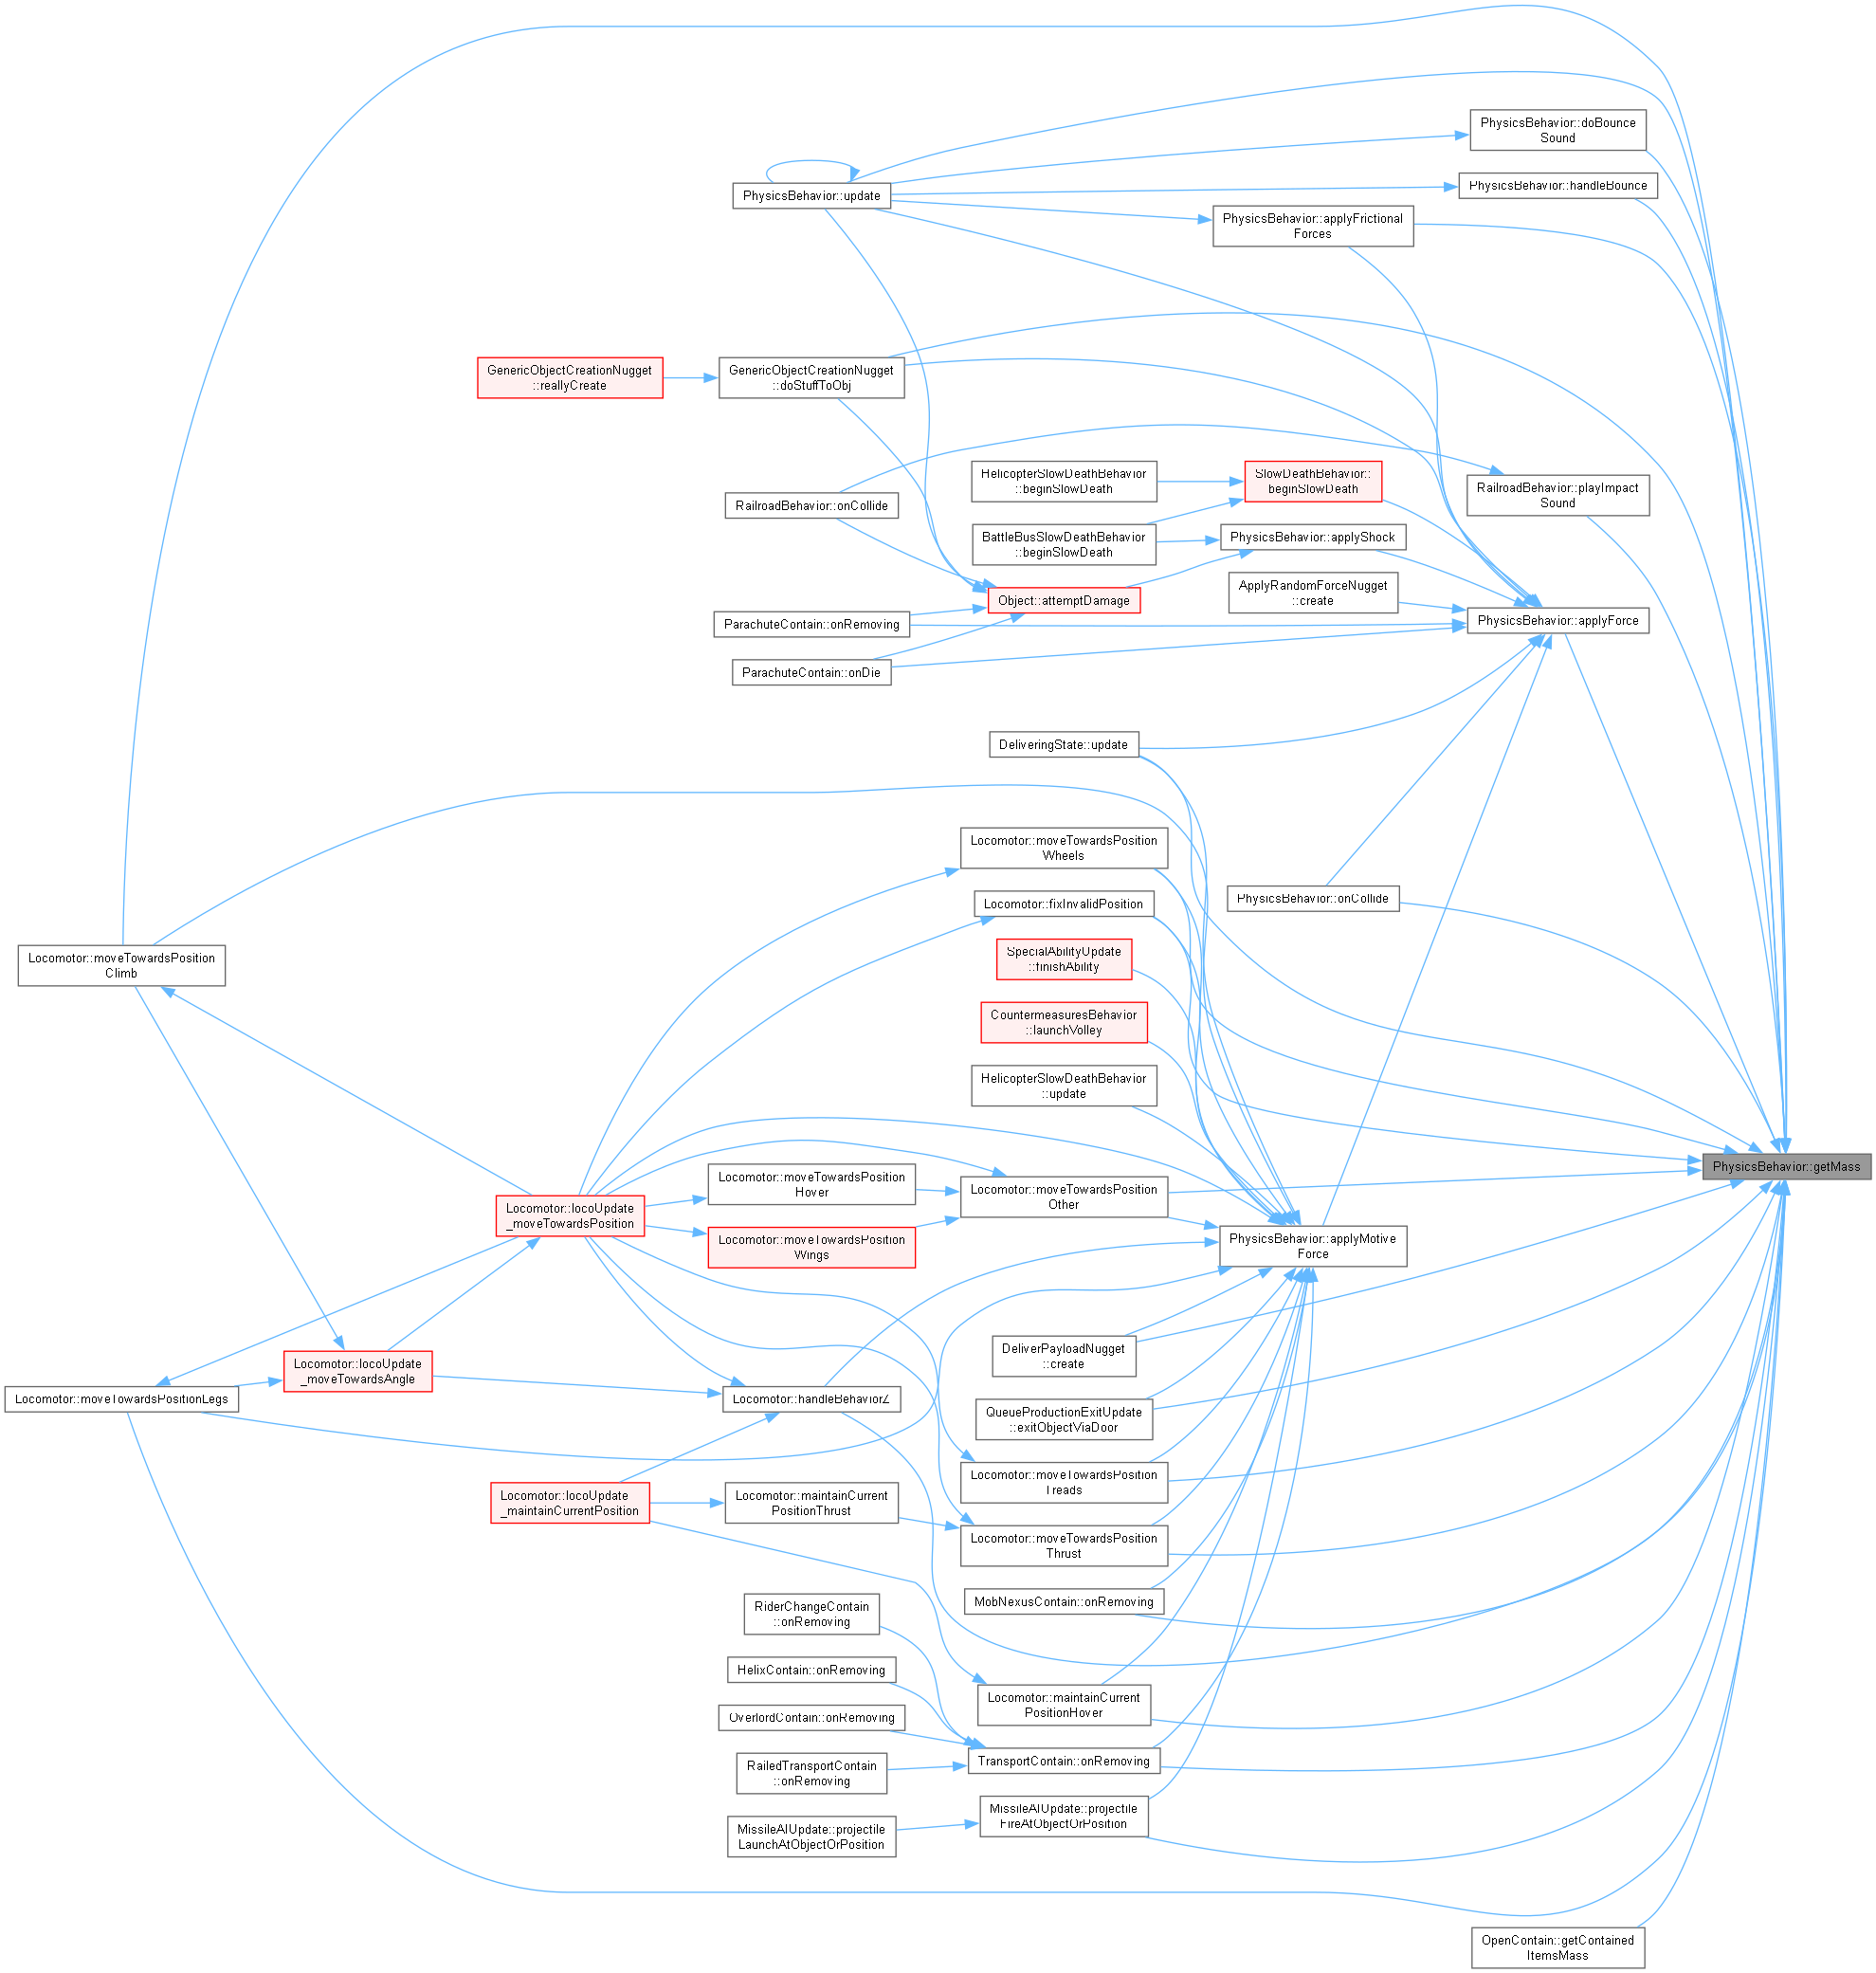 PhysicsBehavior::doBounce
Sound
PhysicsBehavior::update
PhysicsBehavior::handleBounce
PhysicsBehavior::applyFrictional
Forces
GenericObjectCreationNugget
::reallyCreate
GenericObjectCreationNugget
::doStuffToObj
HelicopterSlowDeathBehavior
::beginSlowDeath
SlowDeathBehavior::
beginSlowDeath
RailroadBehavior::playImpact
Sound
RailroadBehavior::onCollide
BattleBusSlowDeathBehavior
::beginSlowDeath
PhysicsBehavior::applyShock
ApplyRandomForceNugget
::create
Object::attemptDamage
ParachuteContain::onRemoving
PhysicsBehavior::applyForce
ParachuteContain::onDie
DeliveringState::update
Locomotor::moveTowardsPosition
Wheels
Locomotor::fixInvalidPosition
PhysicsBehavior::onCollide
Locomotor::moveTowardsPosition
Climb
SpecialAbilityUpdate
::finishAbility
CountermeasuresBehavior
::launchVolley
HelicopterSlowDeathBehavior
::update
PhysicsBehavior::getMass
Locomotor::moveTowardsPosition
Hover
Locomotor::moveTowardsPosition
Other
Locomotor::locoUpdate
_moveTowardsPosition
Locomotor::moveTowardsPosition
Wings
PhysicsBehavior::applyMotive
Force
DeliverPayloadNugget
::create
Locomotor::locoUpdate
_moveTowardsAngle
Locomotor::moveTowardsPositionLegs
Locomotor::handleBehaviorZ
QueueProductionExitUpdate
::exitObjectViaDoor
Locomotor::moveTowardsPosition
Treads
Locomotor::locoUpdate
_maintainCurrentPosition
Locomotor::maintainCurrent
PositionThrust
Locomotor::moveTowardsPosition
Thrust
MobNexusContain::onRemoving
RiderChangeContain
::onRemoving
HelixContain::onRemoving
Locomotor::maintainCurrent
PositionHover
OverlordContain::onRemoving
TransportContain::onRemoving
RailedTransportContain
::onRemoving
MissileAIUpdate::projectile
FireAtObjectOrPosition
MissileAIUpdate::projectile
LaunchAtObjectOrPosition
OpenContain::getContained
ItemsMass